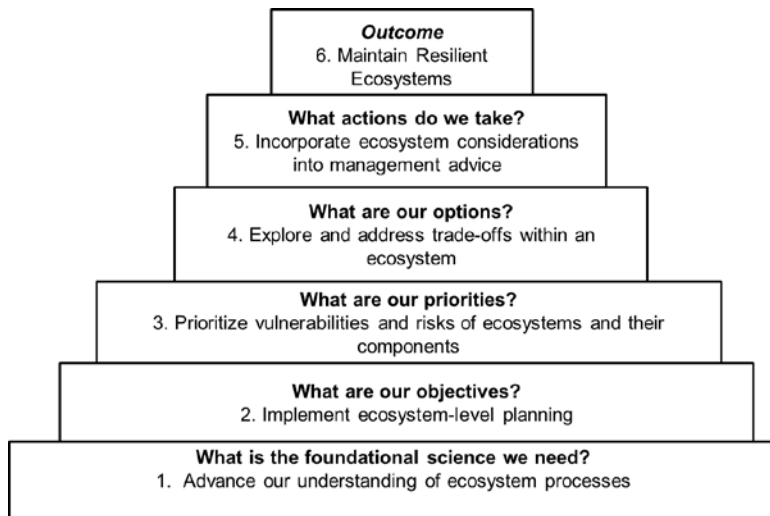 Outcome
6. Maintain Resilient
Ecosystems
What actions do we take?
5. Incorporate ecosystem considerations
into management advice
What are our options?
4. Explore and address trade-offs within an
ecosystem
What are our priorities?
3. Prioritize vulnerabilities and risks of ecosystems and their
components
What are our objectives?
2. Implement ecosystem-level planning
What is the foundational science we need?
1. Advance our understanding of ecosystem processes